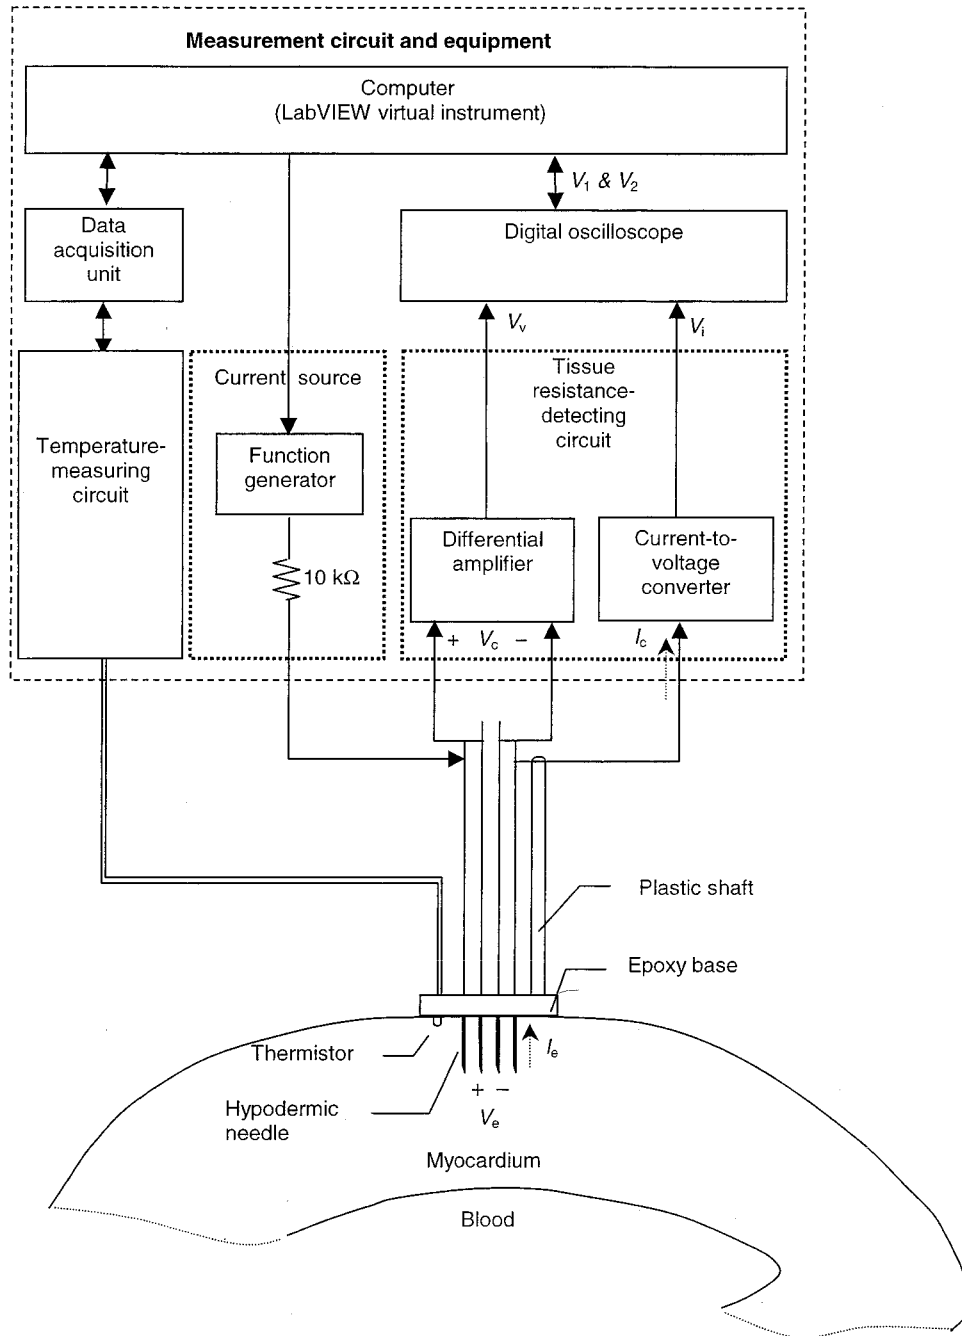 Measurement circuit and equipment
Computer
(LabVIEW virtual instrument)
V1 & V2
Data
acquisition
unit
Digital oscilloscope
Vv
Vi
Current source
Tissue
resistance-
detecting
circuit
Temperature-
measuring
circuit
Function
generator
10 kΩ
Differential
amplifier
Current-to-
voltage
converter
+ Vc −
Ic
Plastic shaft
Epoxy base
Thermistor
Ie
Hypodermic
needle
+ −
Ve
Myocardium
Blood